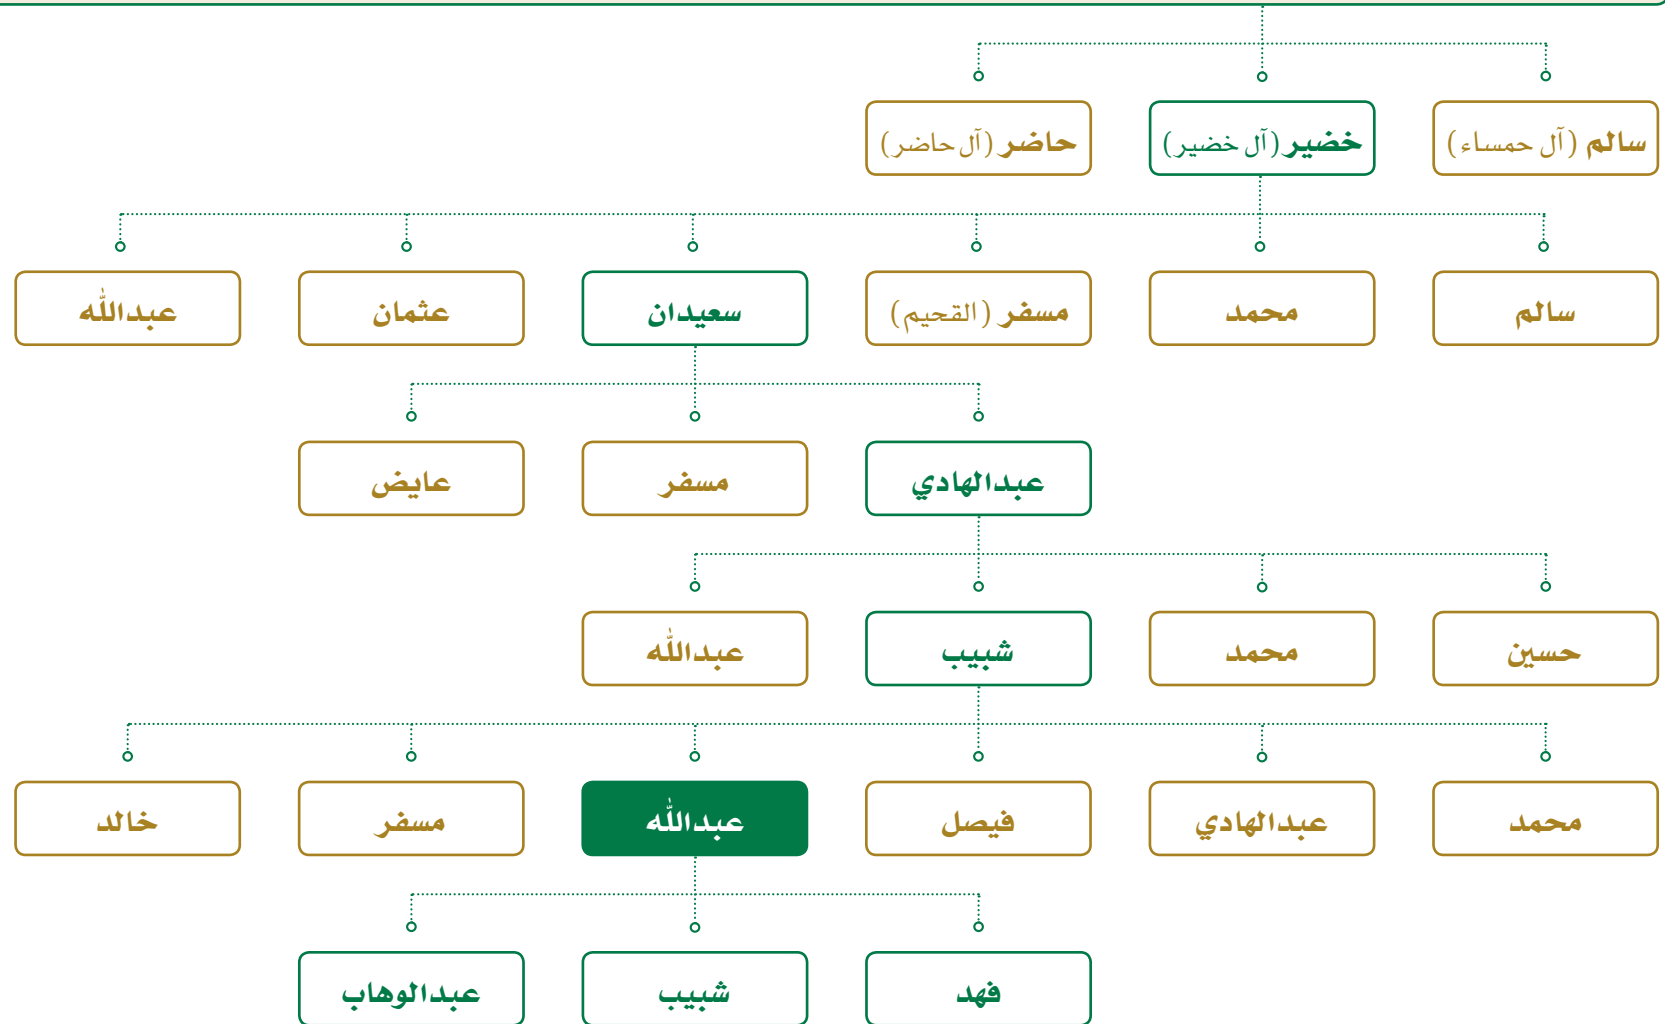 سالم (آل حمساء)
خضير (آل خضير)
حاضر (آل حاضر)
سالم
محمد
مسفر (القحيم)
سعيدان
عثمان
عبدالله
عبدالهادي
مسفر
عايض
حسين
محمد
شبيب
عبدالله
محمد
عبدالهادي
فيصل
عبدالله
مسفر
خالد
فهد
شبيب
عبدالوهاب